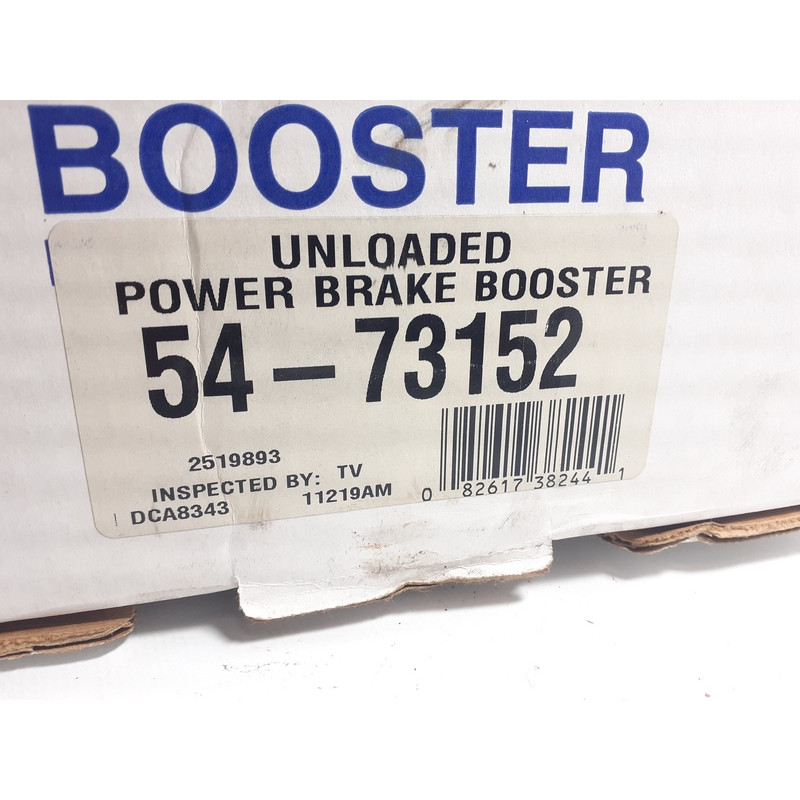 BOOSTER
UNLOADED
POWER BRAKE BOOSTER
54-73152
2519893
INSPECTED BY: TV
DCA8343 11219AM
0 82617 38244 1